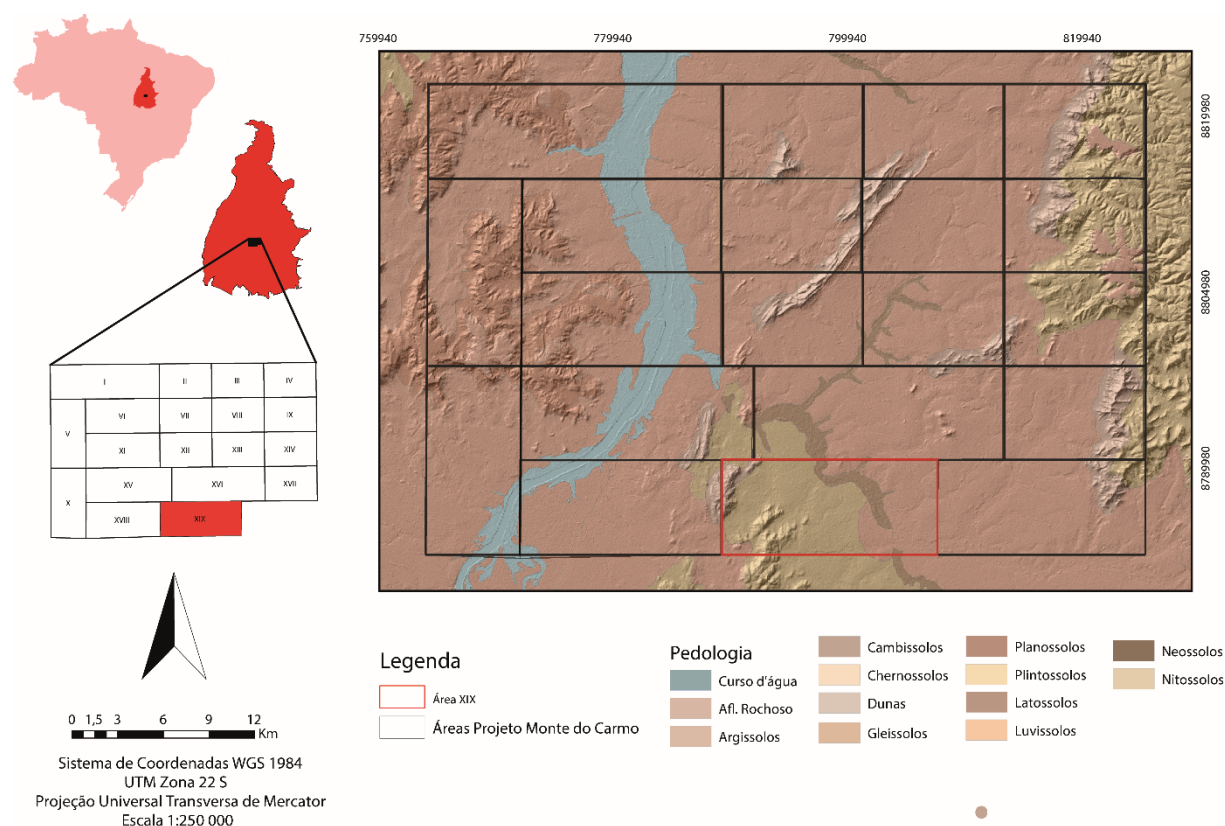 759940 779940 799940 819940
8819980
8804980
8789980
I II III IV
V VI VII VIII IX
XI XII XIII XIV
X XV XVI XVII
XVIII XIX
0 1,5 3 6 9 12
Km
Sistema de Coordenadas WGS 1984
UTM Zona 22 S
Projeção Universal Transversa de Mercator
Escala 1:250 000
Legenda
Área XIX
Áreas Projeto Monte do Carmo
Pedologia
Curso d'água
Afl. Rochoso
Argissolos
Cambissolos
Chernossolos
Dunas
Gleissolos
Planossolos
Plintossolos
Latossolos
Luvissolos
Neossolos
Nitossolos